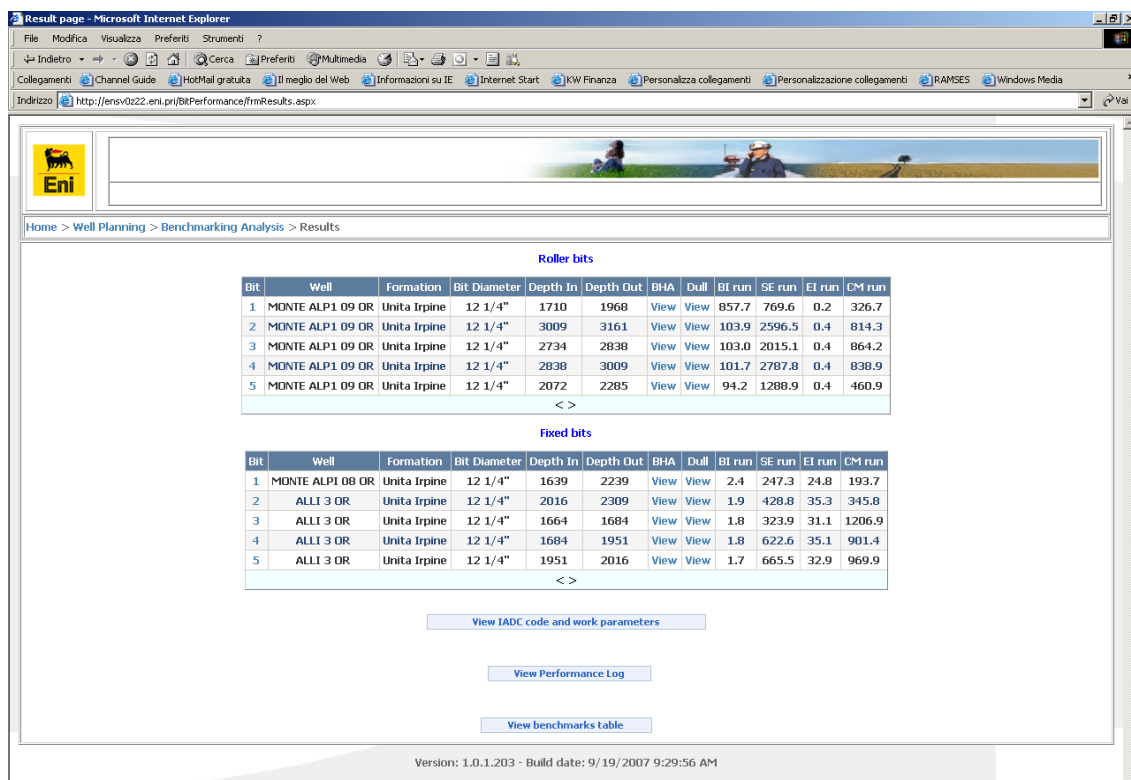 Result page - Microsoft Internet Explorer
File Modifica Visualizza Preferiti Strumenti ?
Indietro Cerca Preferiti Multimedia
Collegamenti Channel Guide HotMail gratuita Il meglio del Web Informazioni su IE Internet Start KW Finanza Personalizza collegamenti Personalizzazione collegamenti RAMSES Windows Media
Indirizzo http://ensv0z22.eni.pri/BitPerformance/frmResults.aspx Vai
Eni
Home > Well Planning > Benchmarking Analysis > Results
Roller bits
Bit Well Formation Bit Diameter Depth In Depth Out BHA Dull BI run SE run EI run CM run
1 MONTE ALP1 09 OR Unita Irpine 12 1/4" 1710 1968 View View 857.7 769.6 0.2 326.7
2 MONTE ALP1 09 OR Unita Irpine 12 1/4" 3009 3161 View View 103.9 2596.5 0.4 814.3
3 MONTE ALP1 09 OR Unita Irpine 12 1/4" 2734 2838 View View 103.0 2015.1 0.4 864.2
4 MONTE ALP1 09 OR Unita Irpine 12 1/4" 2838 3009 View View 101.7 2787.8 0.4 838.9
5 MONTE ALP1 09 OR Unita Irpine 12 1/4" 2072 2285 View View 94.2 1288.9 0.4 460.9
< >
Fixed bits
Bit Well Formation Bit Diameter Depth In Depth Out BHA Dull BI run SE run EI run CM run
1 MONTE ALPI 08 OR Unita Irpine 12 1/4" 1639 2239 View View 2.4 247.3 24.8 193.7
2 ALLI 3 OR Unita Irpine 12 1/4" 2016 2309 View View 1.9 428.8 35.3 345.8
3 ALLI 3 OR Unita Irpine 12 1/4" 1664 1684 View View 1.8 323.9 31.1 1206.9
4 ALLI 3 OR Unita Irpine 12 1/4" 1684 1951 View View 1.8 622.6 35.1 901.4
5 ALLI 3 OR Unita Irpine 12 1/4" 1951 2016 View View 1.7 665.5 32.9 969.9
< >
View IADC code and work parameters
View Performance Log
View benchmarks table
Version: 1.0.1.203 - Build date: 9/19/2007 9:29:56 AM